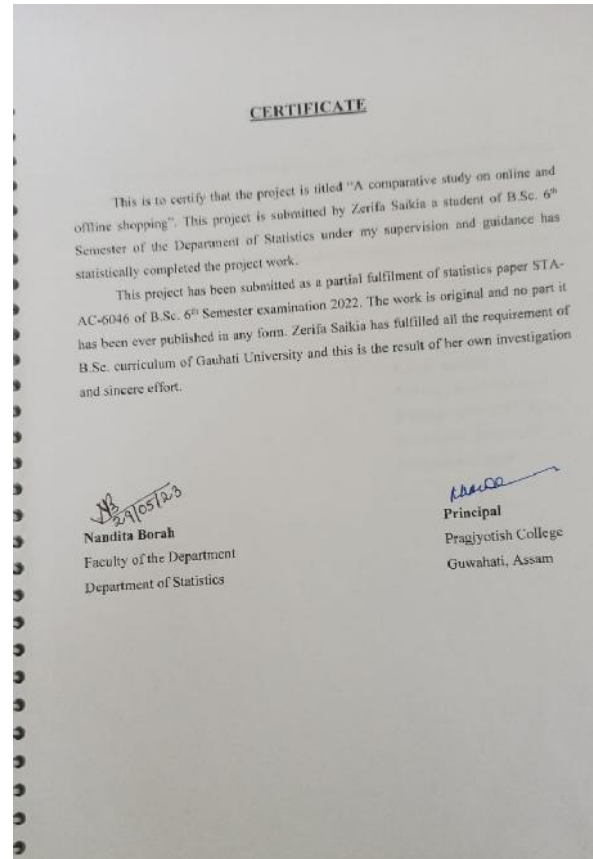 CERTIFICATE
This is to certify that the project is titled "A comparative study on online and
offline shopping". This project is submitted by Zerifa Saikia a student of B.Sc. 6th
Semester of the Department of Statistics under my supervision and guidance has
statistically completed the project work.
This project has been submitted as a partial fulfilment of statistics paper STA-
AC-6046 of B.Sc. 6th Semester examination 2022. The work is original and no part it
has been ever published in any form. Zerifa Saikia has fulfilled all the requirement of
B.Sc. curriculum of Gauhati University and this is the result of her own investigation
and sincere effort.
NB
29/05/23
Nandita Borah
Faculty of the Department
Department of Statistics
Principal
Pragjyotish College
Guwahati, Assam